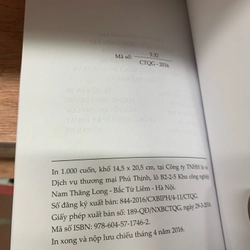 Mã số:
CTQG - 2016
In 1.000 cuốn, khổ 14,5 x 20,5 cm, tại Công ty TNHH In và
Dịch vụ thương mại Phú Thịnh, lô B2-2-5 Khu công nghiệp
Nam Thăng Long - Bắc Từ Liêm - Hà Nội.
Số đăng ký xuất bản: 844-2016/CXBIPH/4-11/CTQG.
Giấy phép xuất bản số: 189-QĐ/NXBCTQG, ngày 28-3-2016.
Mã số ISBN: 978-604-57-1746-2.
In xong và nộp lưu chiểu tháng 4 năm 2016.